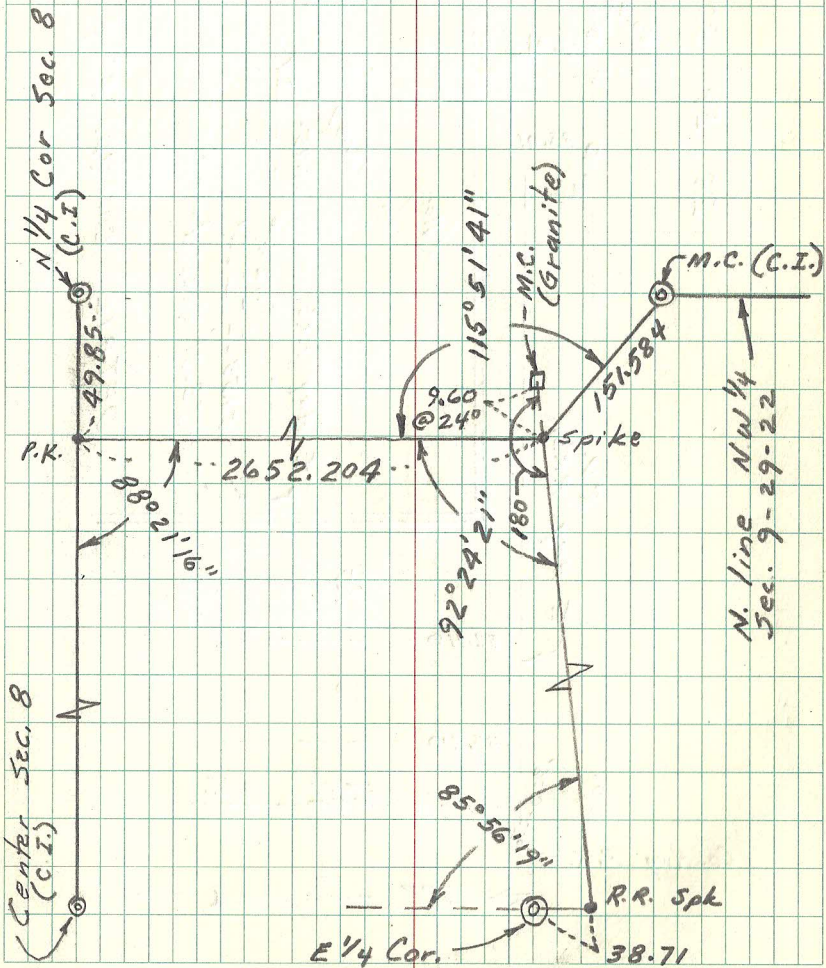 N 1/4 Cor Sec. 8
(C.I)
49.85
P.K.
88° 21' 16"
2652.204
115° 51' 41"
M.C.
(Granite)
9.60
@ 24°
Spike
151.584
M.C. (C.I.)
N. line N W 1/4
Sec. 9-29-22
92° 24' 21"
180
85° 56' 19"
Center Sec. 8
(C.I.)
E 1/4 Cor.
R.R. Spk
38.71